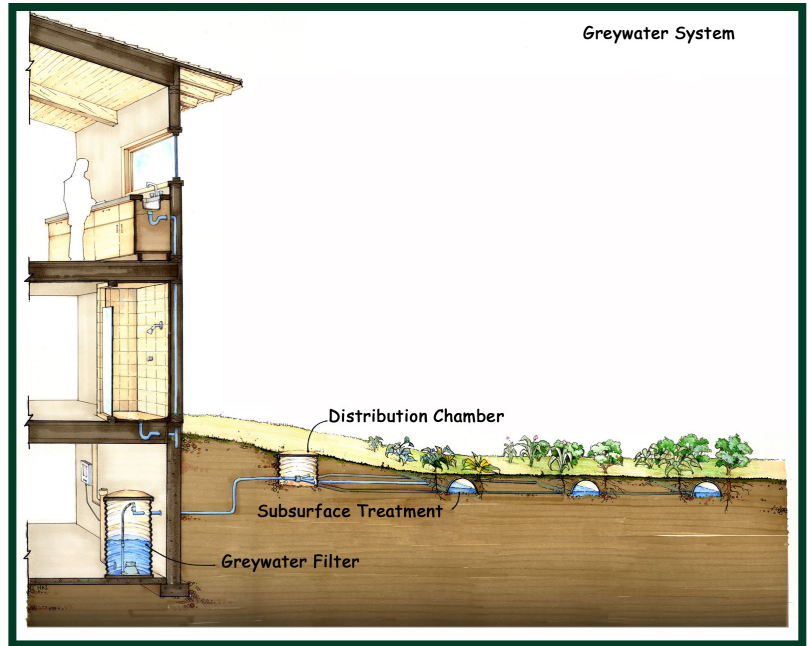 Greywater System
Distribution Chamber
Subsurface Treatment
Greywater Filter